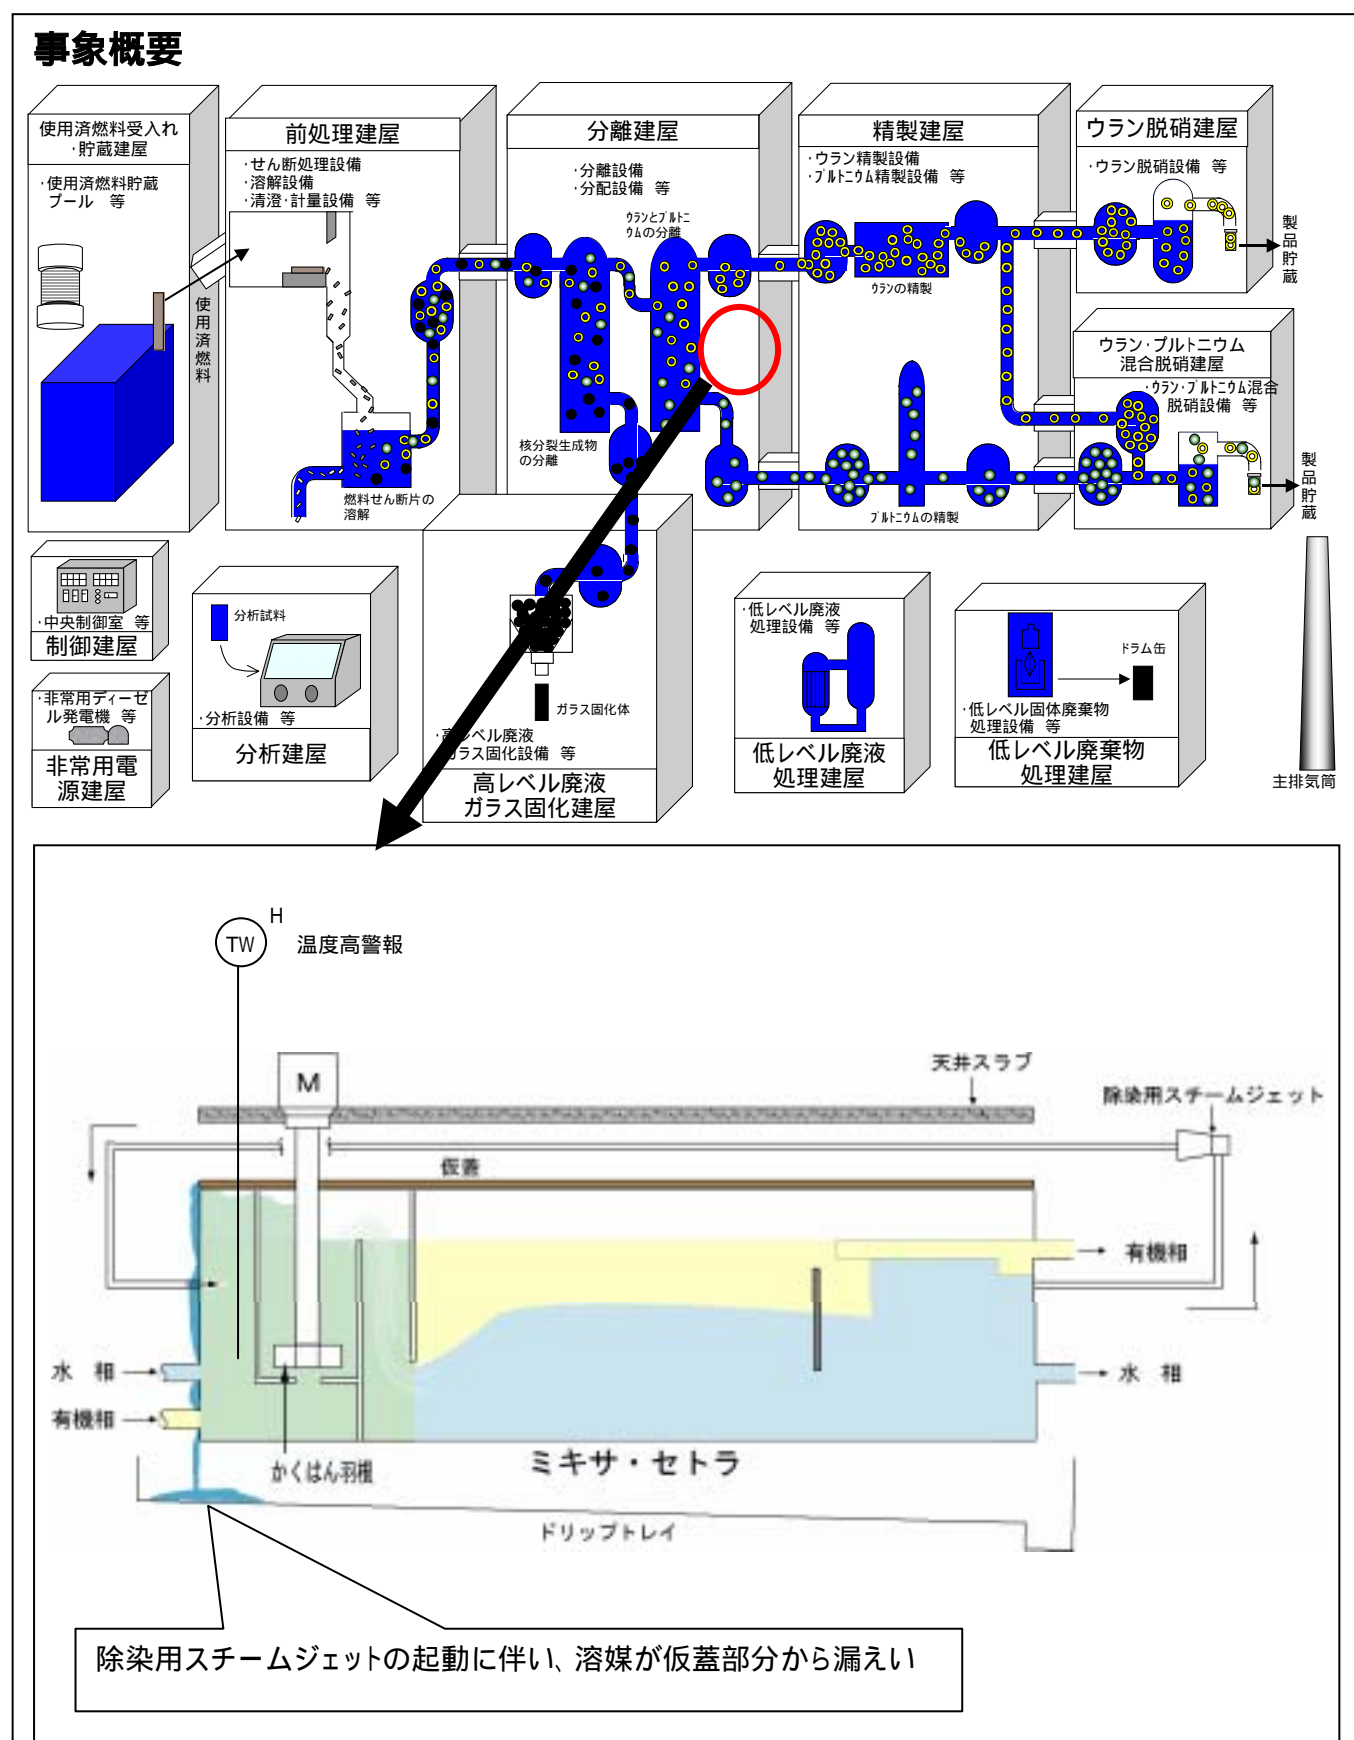 事象概要
使用済燃料受入れ
・貯蔵建屋
・使用済燃料貯蔵
プール 等
使用済燃料
前処理建屋
・せん断処理設備
・溶解設備
・清澄・計量設備 等
燃料せん断片の
溶解
分離建屋
・分離設備
・分配設備 等
ウランとプルトニ
ウムの分離
核分裂生成物
の分離
精製建屋
・ウラン精製設備
・プルトニウム精製設備 等
ウランの精製
プルトニウムの精製
ウラン脱硝建屋
・ウラン脱硝設備 等
製品貯蔵
ウラン・プルトニウム
混合脱硝建屋
・ウラン・プルトニウム混合
脱硝設備 等
製品貯蔵
・中央制御室 等
制御建屋
・非常用ディーゼ
ル発電機 等
非常用電
源建屋
分析試料
・分析設備 等
分析建屋
ガラス固化体
・高レベル廃液
ガラス固化設備 等
高レベル廃液
ガラス固化建屋
・低レベル廃液
処理設備 等
低レベル廃液
処理建屋
ドラム缶
・低レベル固体廃棄物
処理設備 等
低レベル廃棄物
処理建屋
主排気筒
TW
H
温度高警報
M
天井スラブ
除染用スチームジェット
仮蓋
有機相
水 相
有機相
水 相
かくはん羽根
ミキサ・セトラ
ドリップトレイ
除染用スチームジェットの起動に伴い、溶媒が仮蓋部分から漏えい